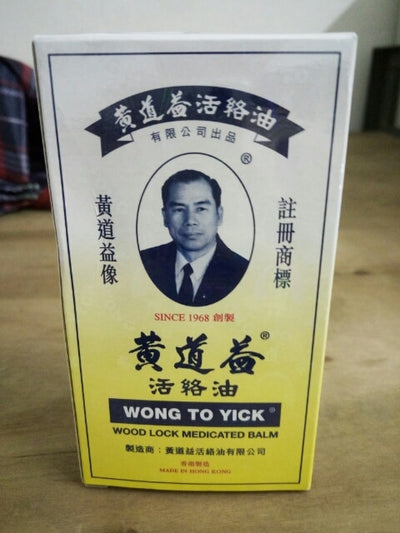 黃道益活絡油
有限公司出品
®
黃道益像
註冊商標
SINCE 1968 創製
黃道益®
活絡油
WONG TO YICK®
WOOD LOCK MEDICATED BALM
製造商：黃道益活絡油有限公司
香港製造
MADE IN HONG KONG